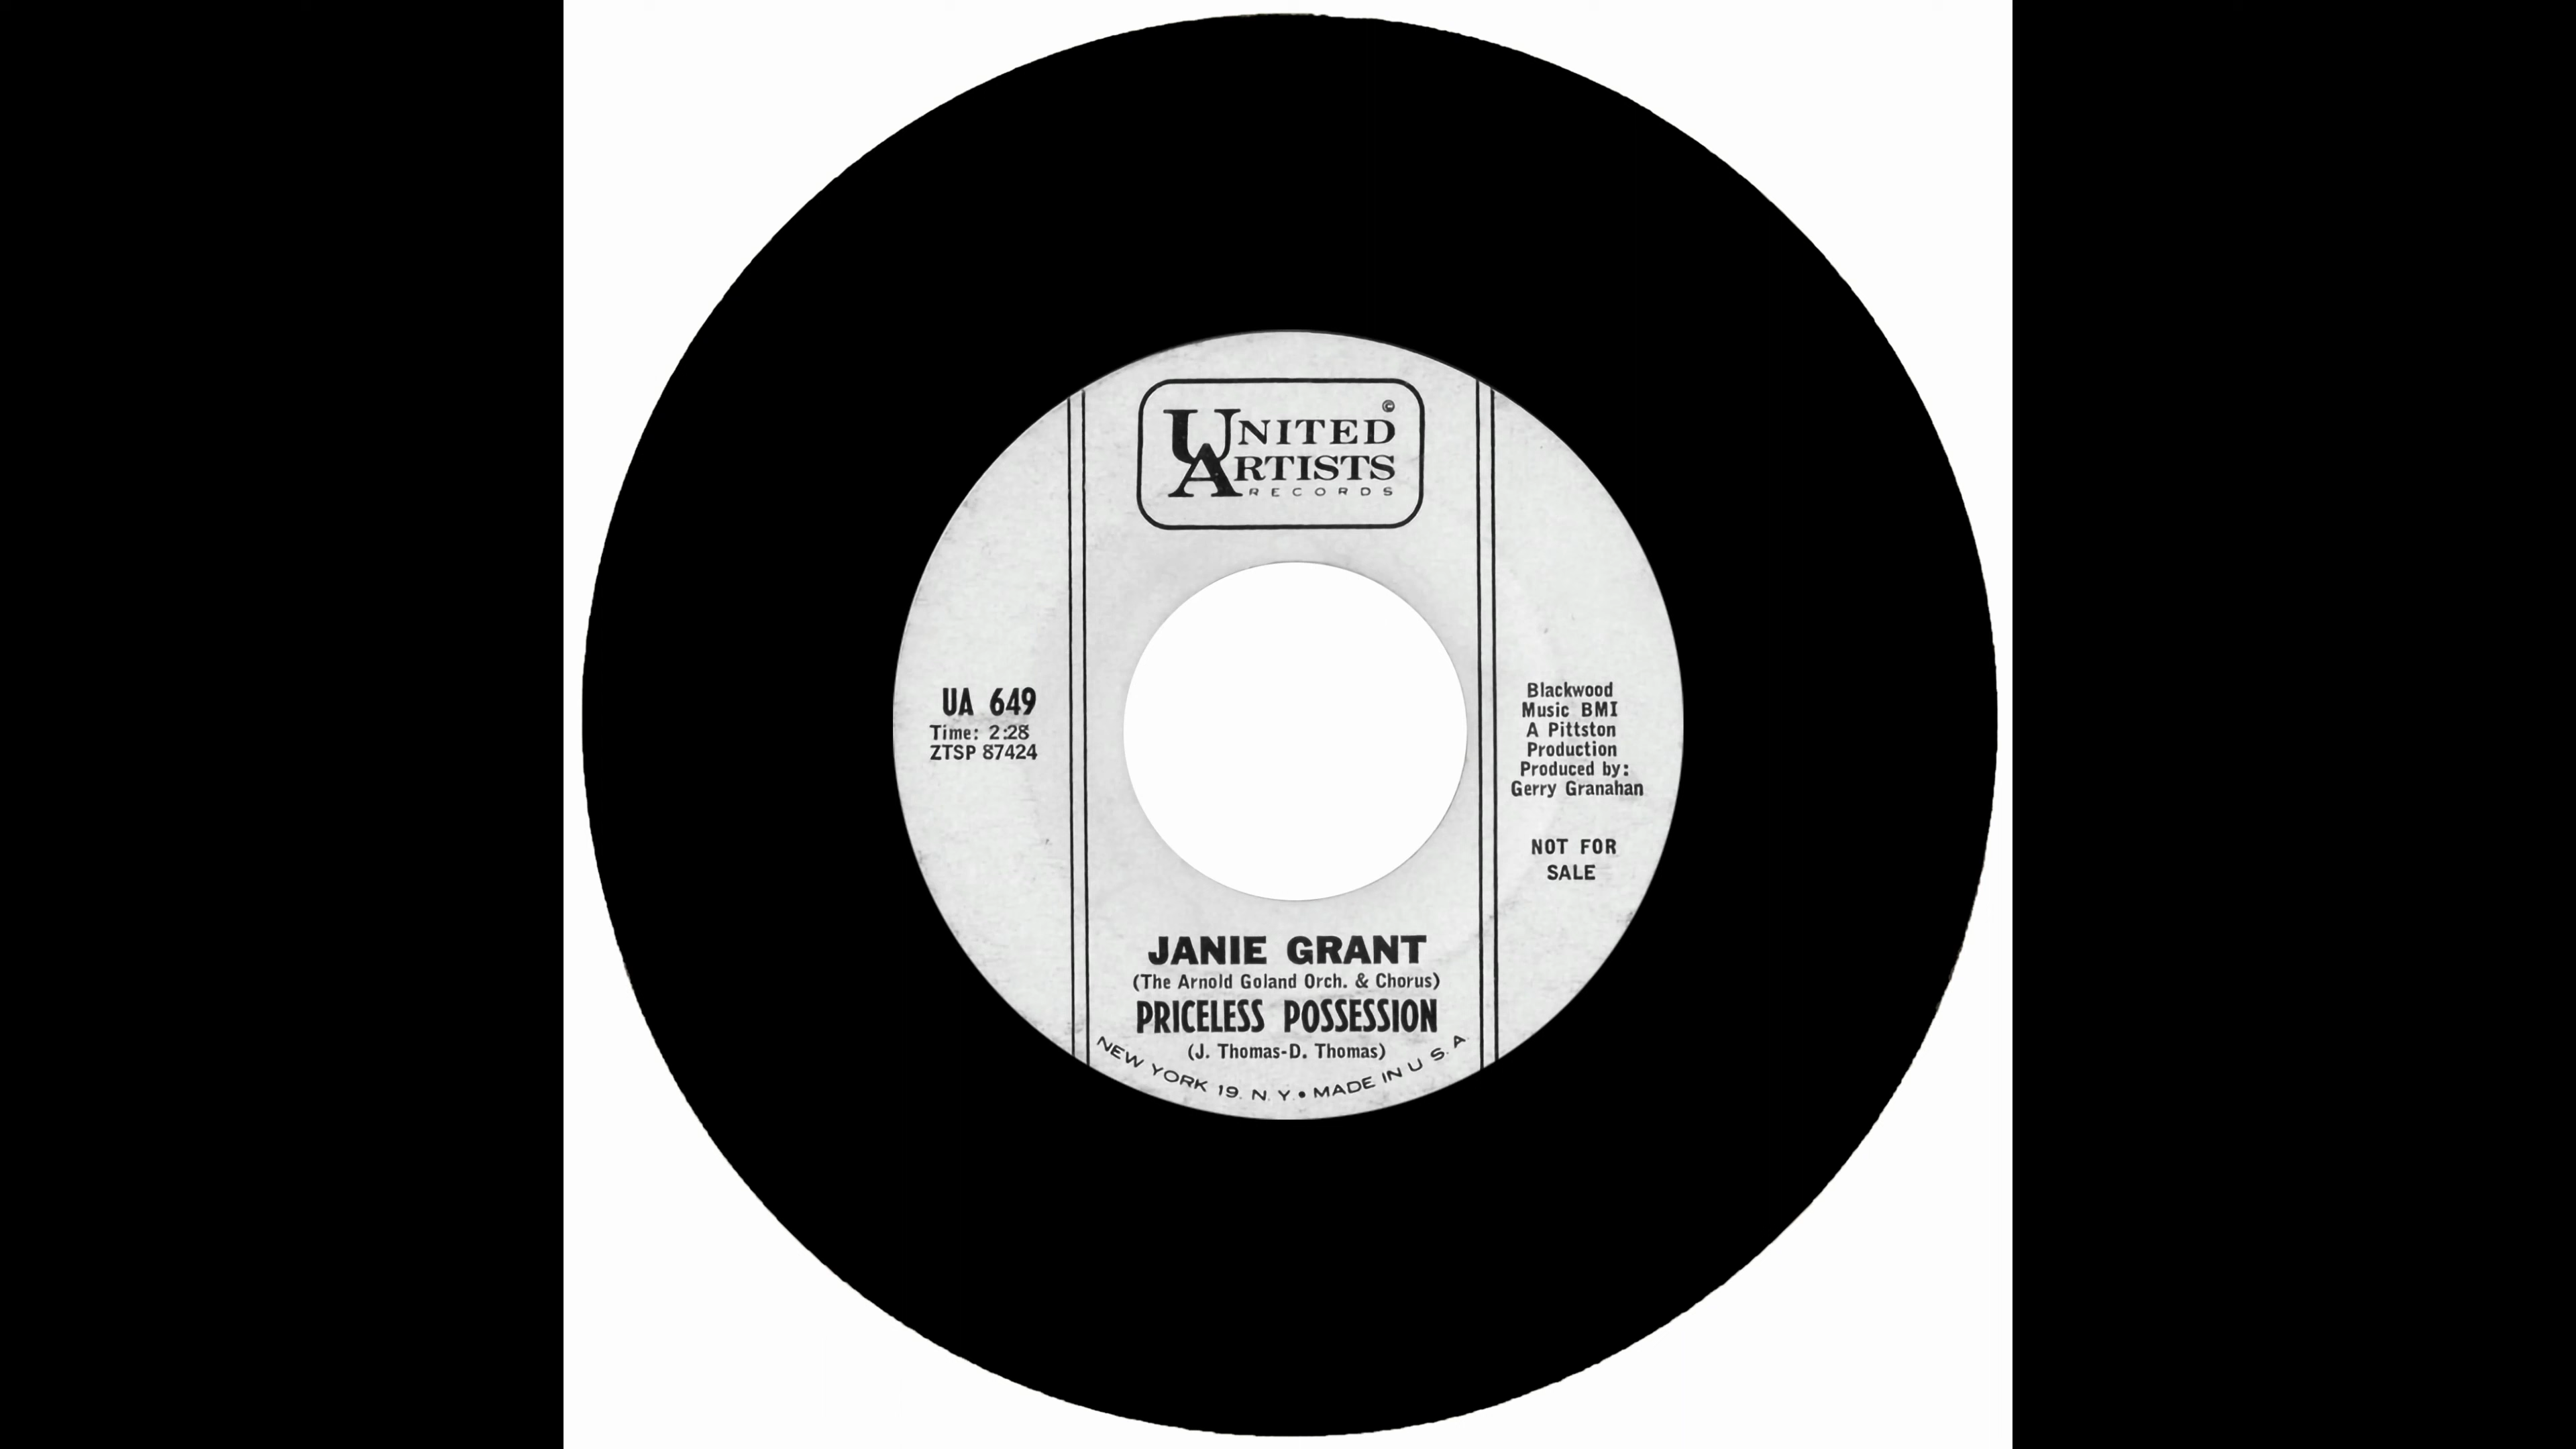 ©
UNITED
ARTISTS
RECORDS
UA 649
Time: 2:28
ZTSP 87424
Blackwood
Music BMI
A Pittston
Production
Produced by:
Gerry Granahan
NOT FOR
SALE
JANIE GRANT
(The Arnold Goland Orch. & Chorus)
PRICELESS POSSESSION
(J. Thomas-D. Thomas)
NEW YORK 19. N. Y. • MADE IN U S. A.